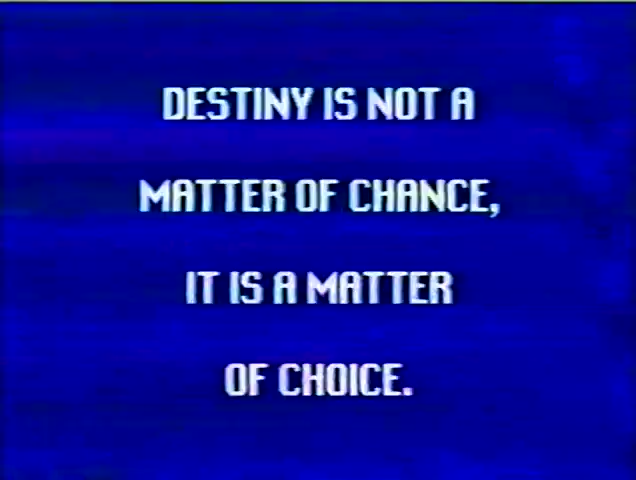 DESTINY IS NOT A
MATTER OF CHANCE,
IT IS A MATTER
OF CHOICE.